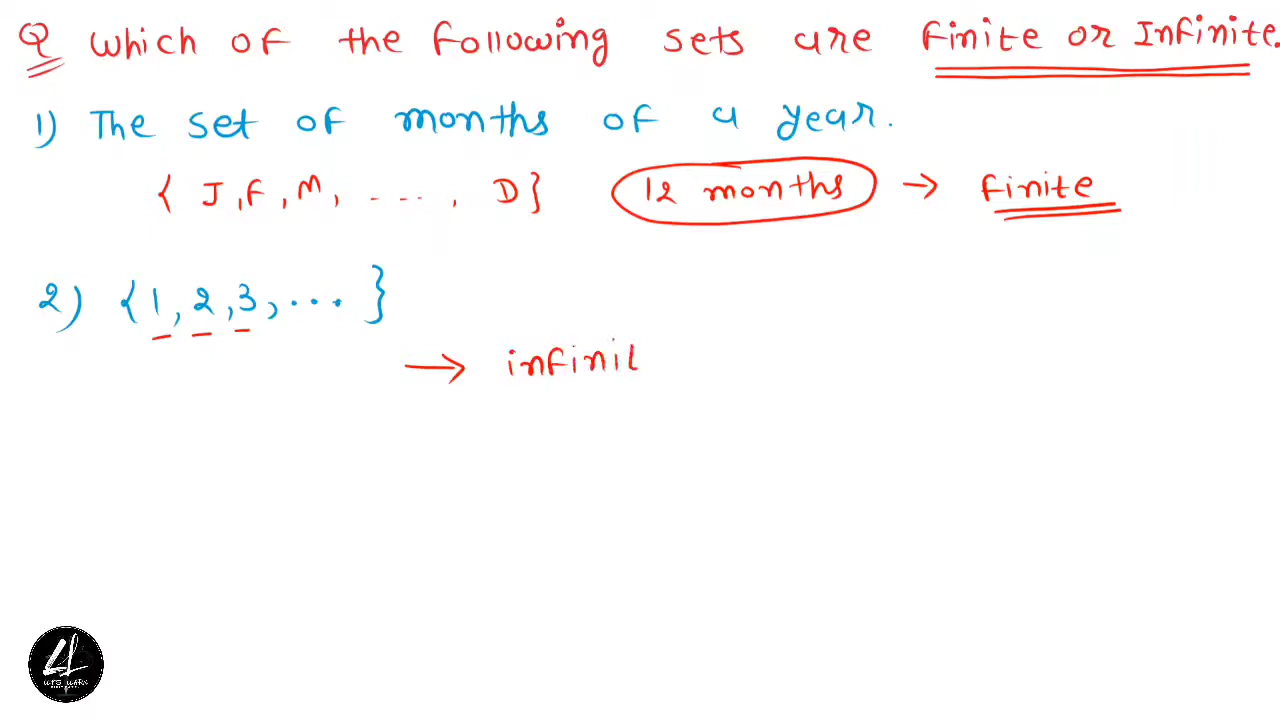 Q Which of the following sets are Finite or Infinite.
1) The set of months of a year.
{ J, F, M, ...., D} 12 months → Finite
2) {1, 2, 3, ... }
→ infinit